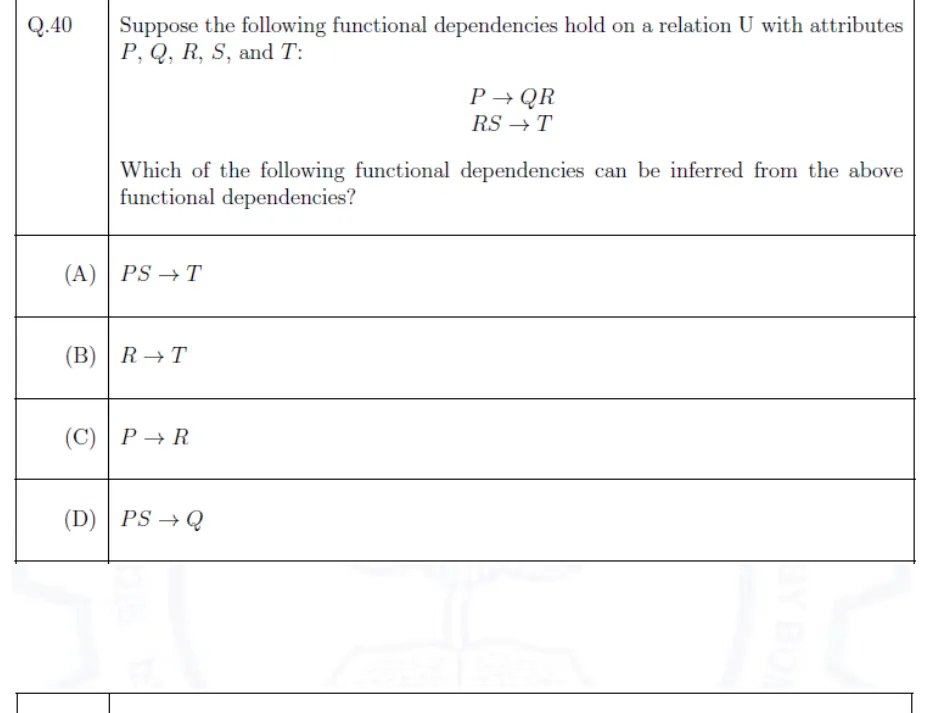 Q.40 Suppose the following functional dependencies hold on a relation U with attributes
P, Q, R, S, and T:
P → QR
RS → T
Which of the following functional dependencies can be inferred from the above
functional dependencies?
(A) PS → T
(B) R → T
(C) P → R
(D) PS → Q